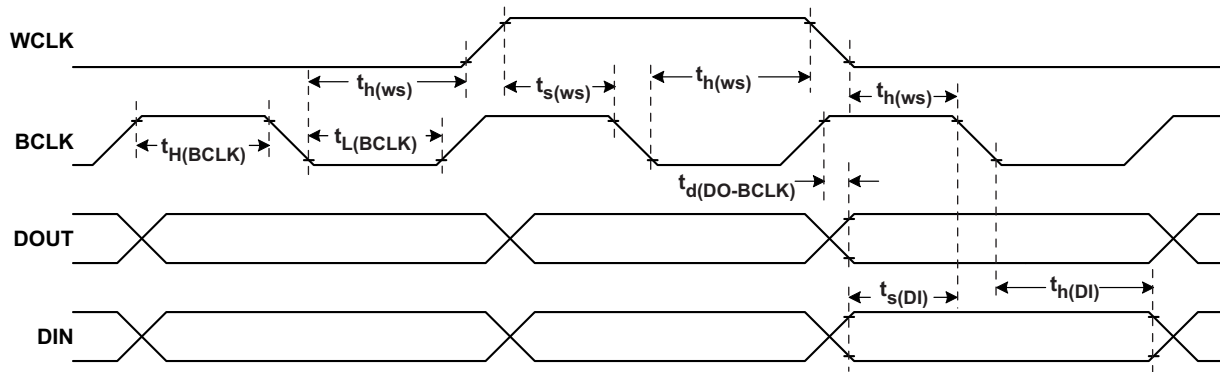 WCLK
th(ws)
ts(ws)
th(ws)
th(ws)
BCLK
tH(BCLK)
tL(BCLK)
td(DO-BCLK)
DOUT
ts(DI)
th(DI)
DIN